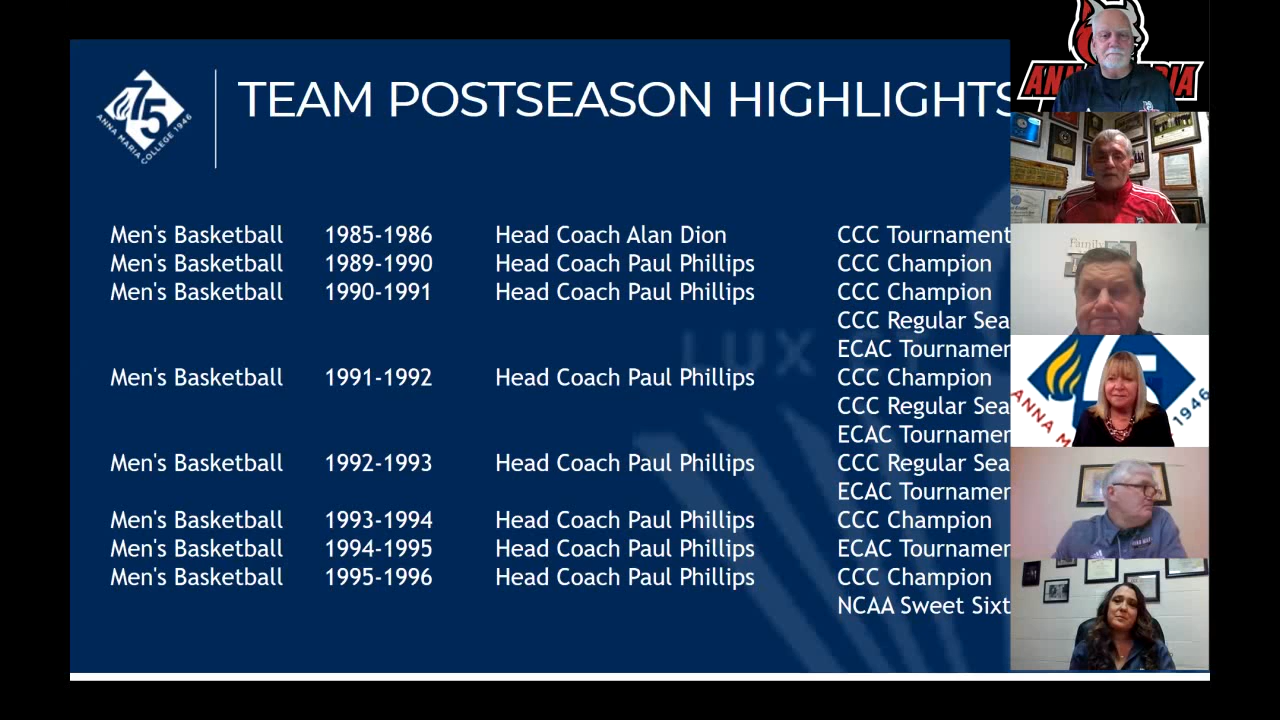 75
ANNA MARIA COLLEGE 1946
TEAM POSTSEASON HIGHLIGHTS
Men's Basketball 1985-1986 Head Coach Alan Dion CCC Tournament
Men's Basketball 1989-1990 Head Coach Paul Phillips CCC Champion
Men's Basketball 1990-1991 Head Coach Paul Phillips CCC Champion
CCC Regular Sea
ECAC Tournamen
Men's Basketball 1991-1992 Head Coach Paul Phillips CCC Champion
CCC Regular Sea
ECAC Tournamen
Men's Basketball 1992-1993 Head Coach Paul Phillips CCC Regular Sea
ECAC Tournamen
Men's Basketball 1993-1994 Head Coach Paul Phillips CCC Champion
Men's Basketball 1994-1995 Head Coach Paul Phillips ECAC Tournamen
Men's Basketball 1995-1996 Head Coach Paul Phillips CCC Champion
NCAA Sweet Sixt
LUX
Family
ANNA M
1946